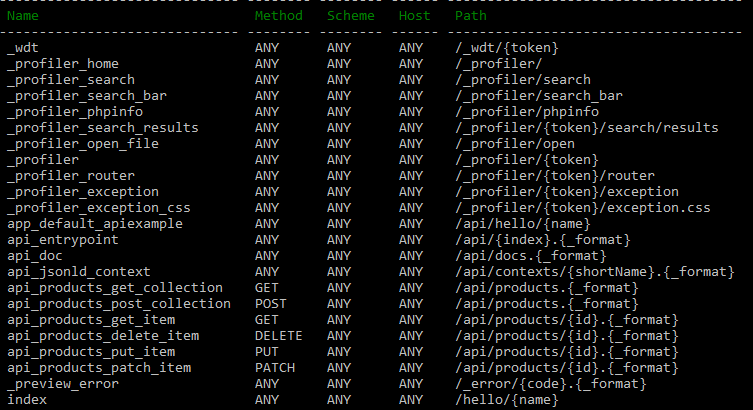 Name Method Scheme Host Path
_wdt ANY ANY ANY /_wdt/{token}
_profiler_home ANY ANY ANY /_profiler/
_profiler_search ANY ANY ANY /_profiler/search
_profiler_search_bar ANY ANY ANY /_profiler/search_bar
_profiler_phpinfo ANY ANY ANY /_profiler/phpinfo
_profiler_search_results ANY ANY ANY /_profiler/{token}/search/results
_profiler_open_file ANY ANY ANY /_profiler/open
_profiler ANY ANY ANY /_profiler/{token}
_profiler_router ANY ANY ANY /_profiler/{token}/router
_profiler_exception ANY ANY ANY /_profiler/{token}/exception
_profiler_exception_css ANY ANY ANY /_profiler/{token}/exception.css
app_default_apiexample ANY ANY ANY /api/hello/{name}
api_entrypoint ANY ANY ANY /api/{index}.{_format}
api_doc ANY ANY ANY /api/docs.{_format}
api_jsonld_context ANY ANY ANY /api/contexts/{shortName}.{_format}
api_products_get_collection GET ANY ANY /api/products.{_format}
api_products_post_collection POST ANY ANY /api/products.{_format}
api_products_get_item GET ANY ANY /api/products/{id}.{_format}
api_products_delete_item DELETE ANY ANY /api/products/{id}.{_format}
api_products_put_item PUT ANY ANY /api/products/{id}.{_format}
api_products_patch_item PATCH ANY ANY /api/products/{id}.{_format}
_preview_error ANY ANY ANY /_error/{code}.{_format}
index ANY ANY ANY /hello/{name}